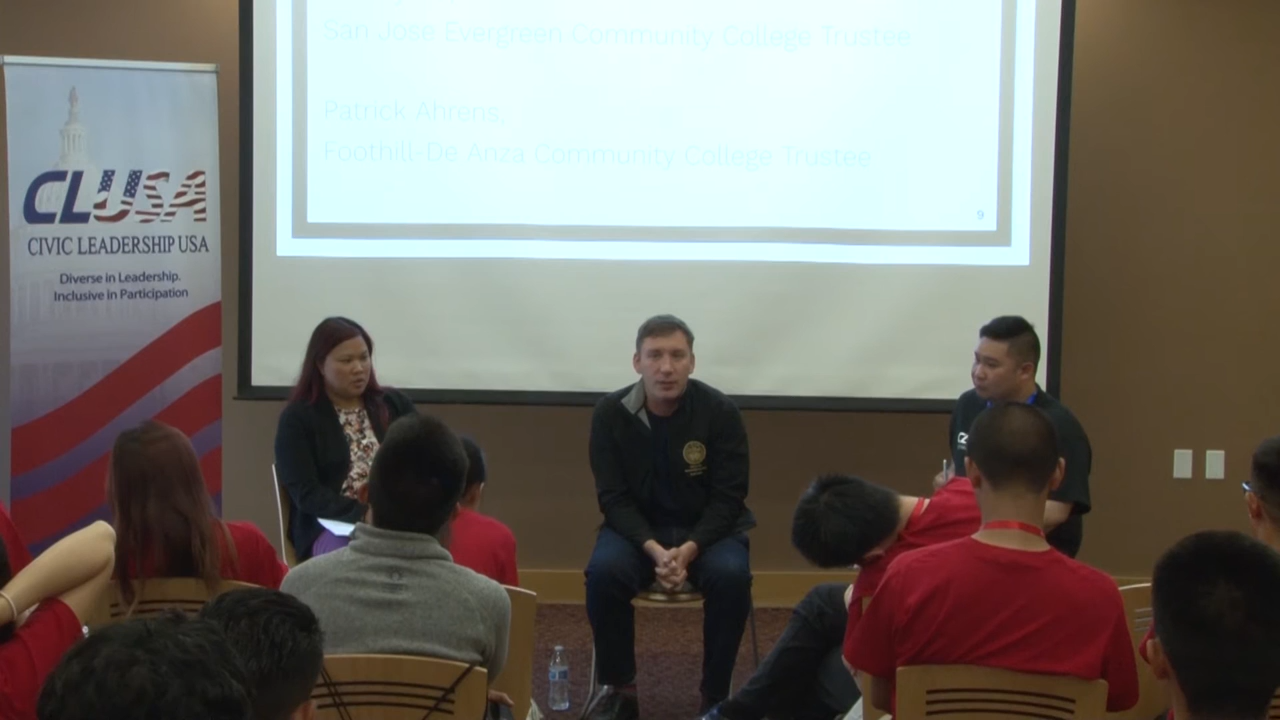 CLUSA
CIVIC LEADERSHIP USA
Diverse in Leadership.
Inclusive in Participation
San Jose Evergreen Community College Trustee
Patrick Ahrens,
Foothill-De Anza Community College Trustee
9